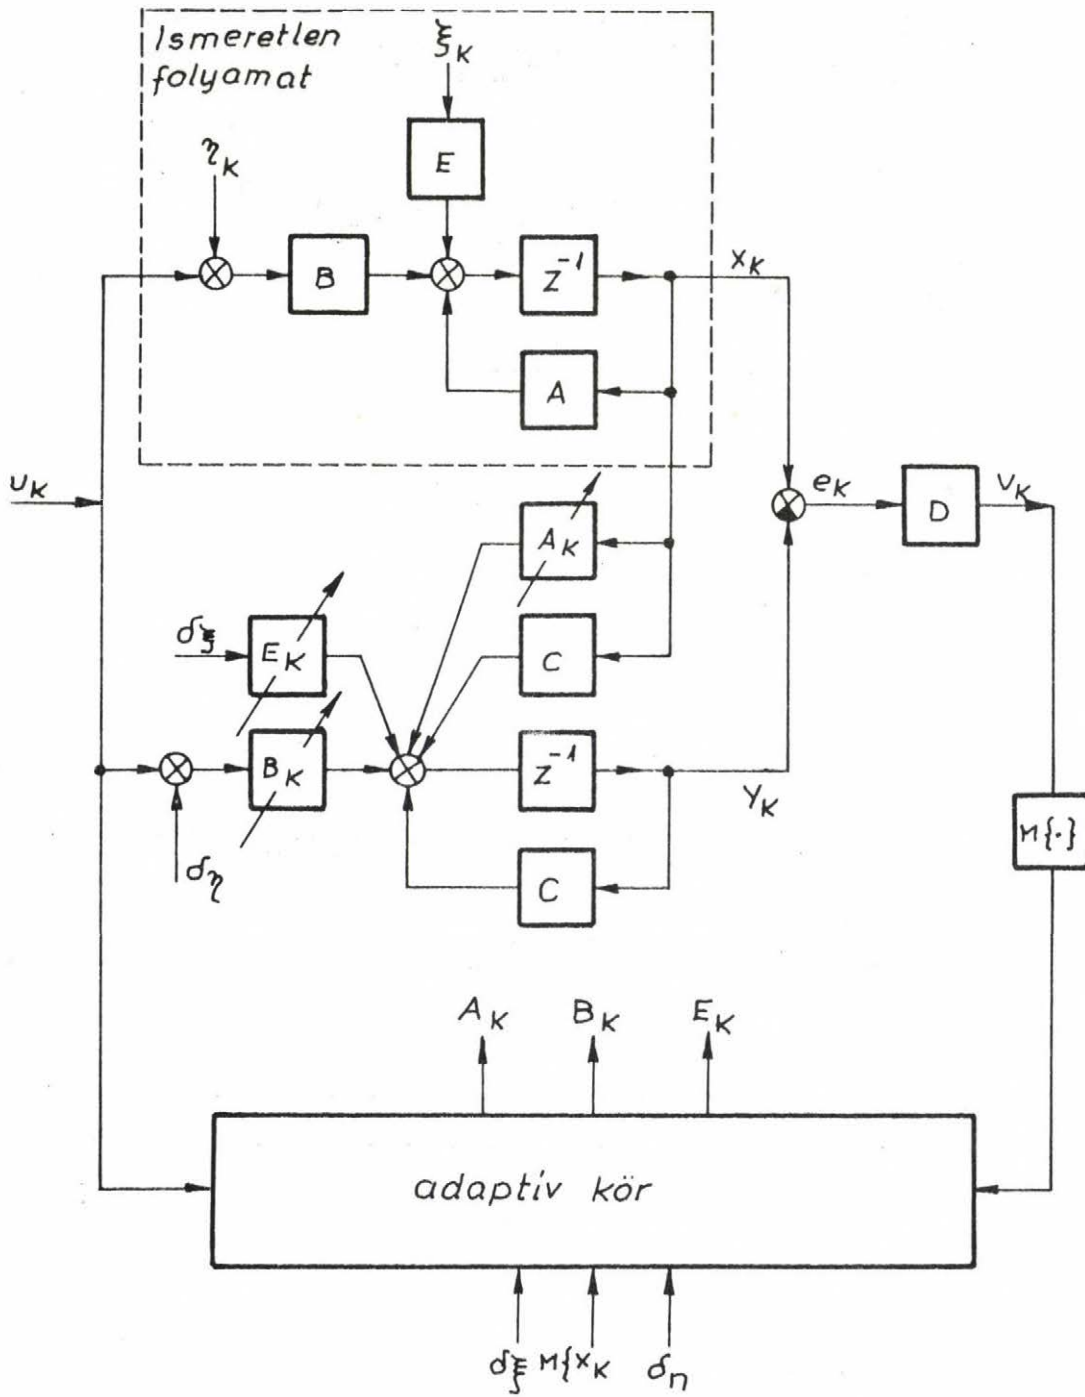 Ismeretlen
folyamat
ξK
E
ηK
B
Z⁻¹
xK
A
uK
AK
eK
D
vK
δξ
EK
C
BK
Z⁻¹
yK
δη
C
M{·}
AK BK EK
adaptív kör
δξ M{xK δη